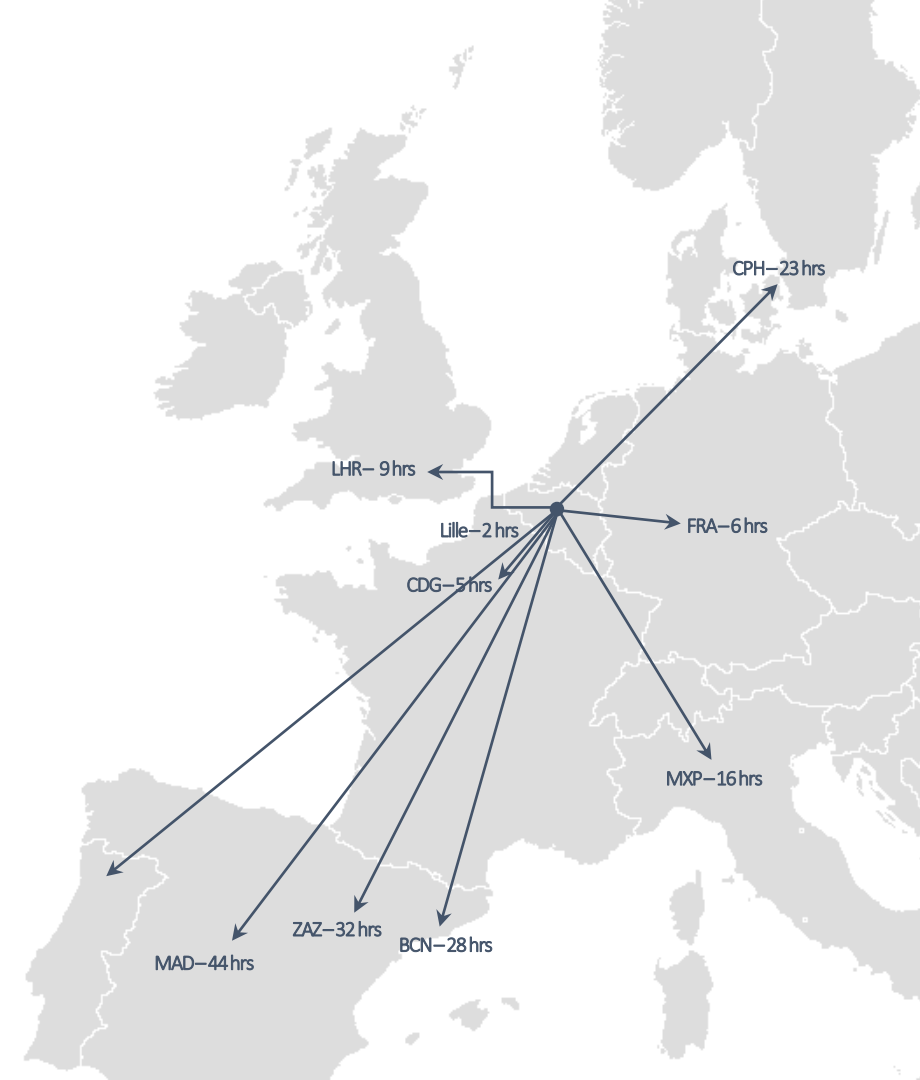 CPH–23 hrs
LHR– 9 hrs
FRA–6 hrs
Lille–2 hrs
CDG–5 hrs
MXP–16 hrs
ZAZ–32 hrs
BCN–28 hrs
MAD–44 hrs